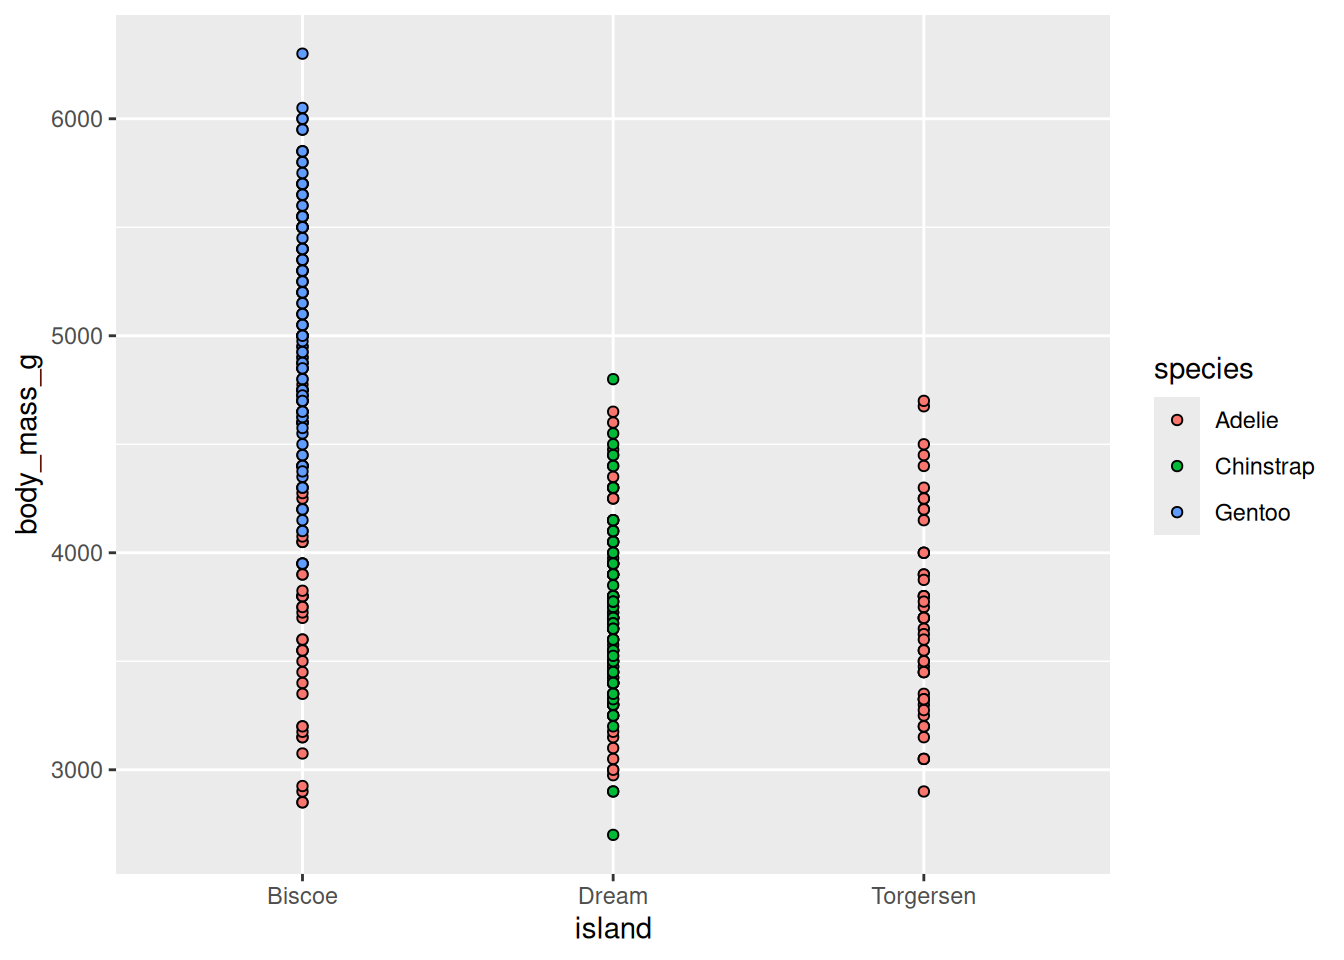 6000
5000
4000
3000
body_mass_g
Biscoe
Dream
Torgersen
island
species
Adelie
Chinstrap
Gentoo